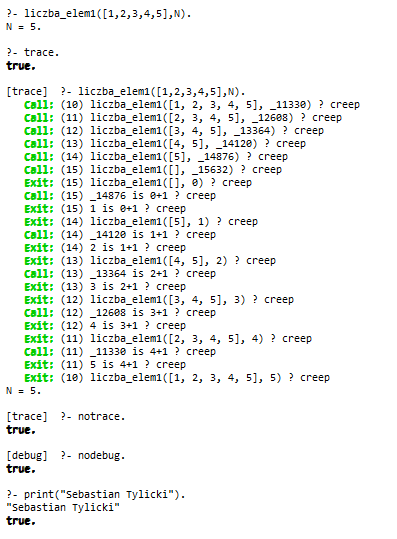 ?- liczba_elem1([1,2,3,4,5],N).
N = 5.
?- trace.
true.
[trace]  ?- liczba_elem1([1,2,3,4,5],N).
Call: (10) liczba_elem1([1, 2, 3, 4, 5], _11330) ? creep
Call: (11) liczba_elem1([2, 3, 4, 5], _12608) ? creep
Call: (12) liczba_elem1([3, 4, 5], _13364) ? creep
Call: (13) liczba_elem1([4, 5], _14120) ? creep
Call: (14) liczba_elem1([5], _14876) ? creep
Call: (15) liczba_elem1([], _15632) ? creep
Exit: (15) liczba_elem1([], 0) ? creep
Call: (15) _14876 is 0+1 ? creep
Exit: (15) 1 is 0+1 ? creep
Exit: (14) liczba_elem1([5], 1) ? creep
Call: (14) _14120 is 1+1 ? creep
Exit: (14) 2 is 1+1 ? creep
Exit: (13) liczba_elem1([4, 5], 2) ? creep
Call: (13) _13364 is 2+1 ? creep
Exit: (13) 3 is 2+1 ? creep
Exit: (12) liczba_elem1([3, 4, 5], 3) ? creep
Call: (12) _12608 is 3+1 ? creep
Exit: (12) 4 is 3+1 ? creep
Exit: (11) liczba_elem1([2, 3, 4, 5], 4) ? creep
Call: (11) _11330 is 4+1 ? creep
Exit: (11) 5 is 4+1 ? creep
Exit: (10) liczba_elem1([1, 2, 3, 4, 5], 5) ? creep
N = 5.
[trace]  ?- notrace.
true.
[debug]  ?- nodebug.
true.
?- print("Sebastian Tylicki").
"Sebastian Tylicki"
true.